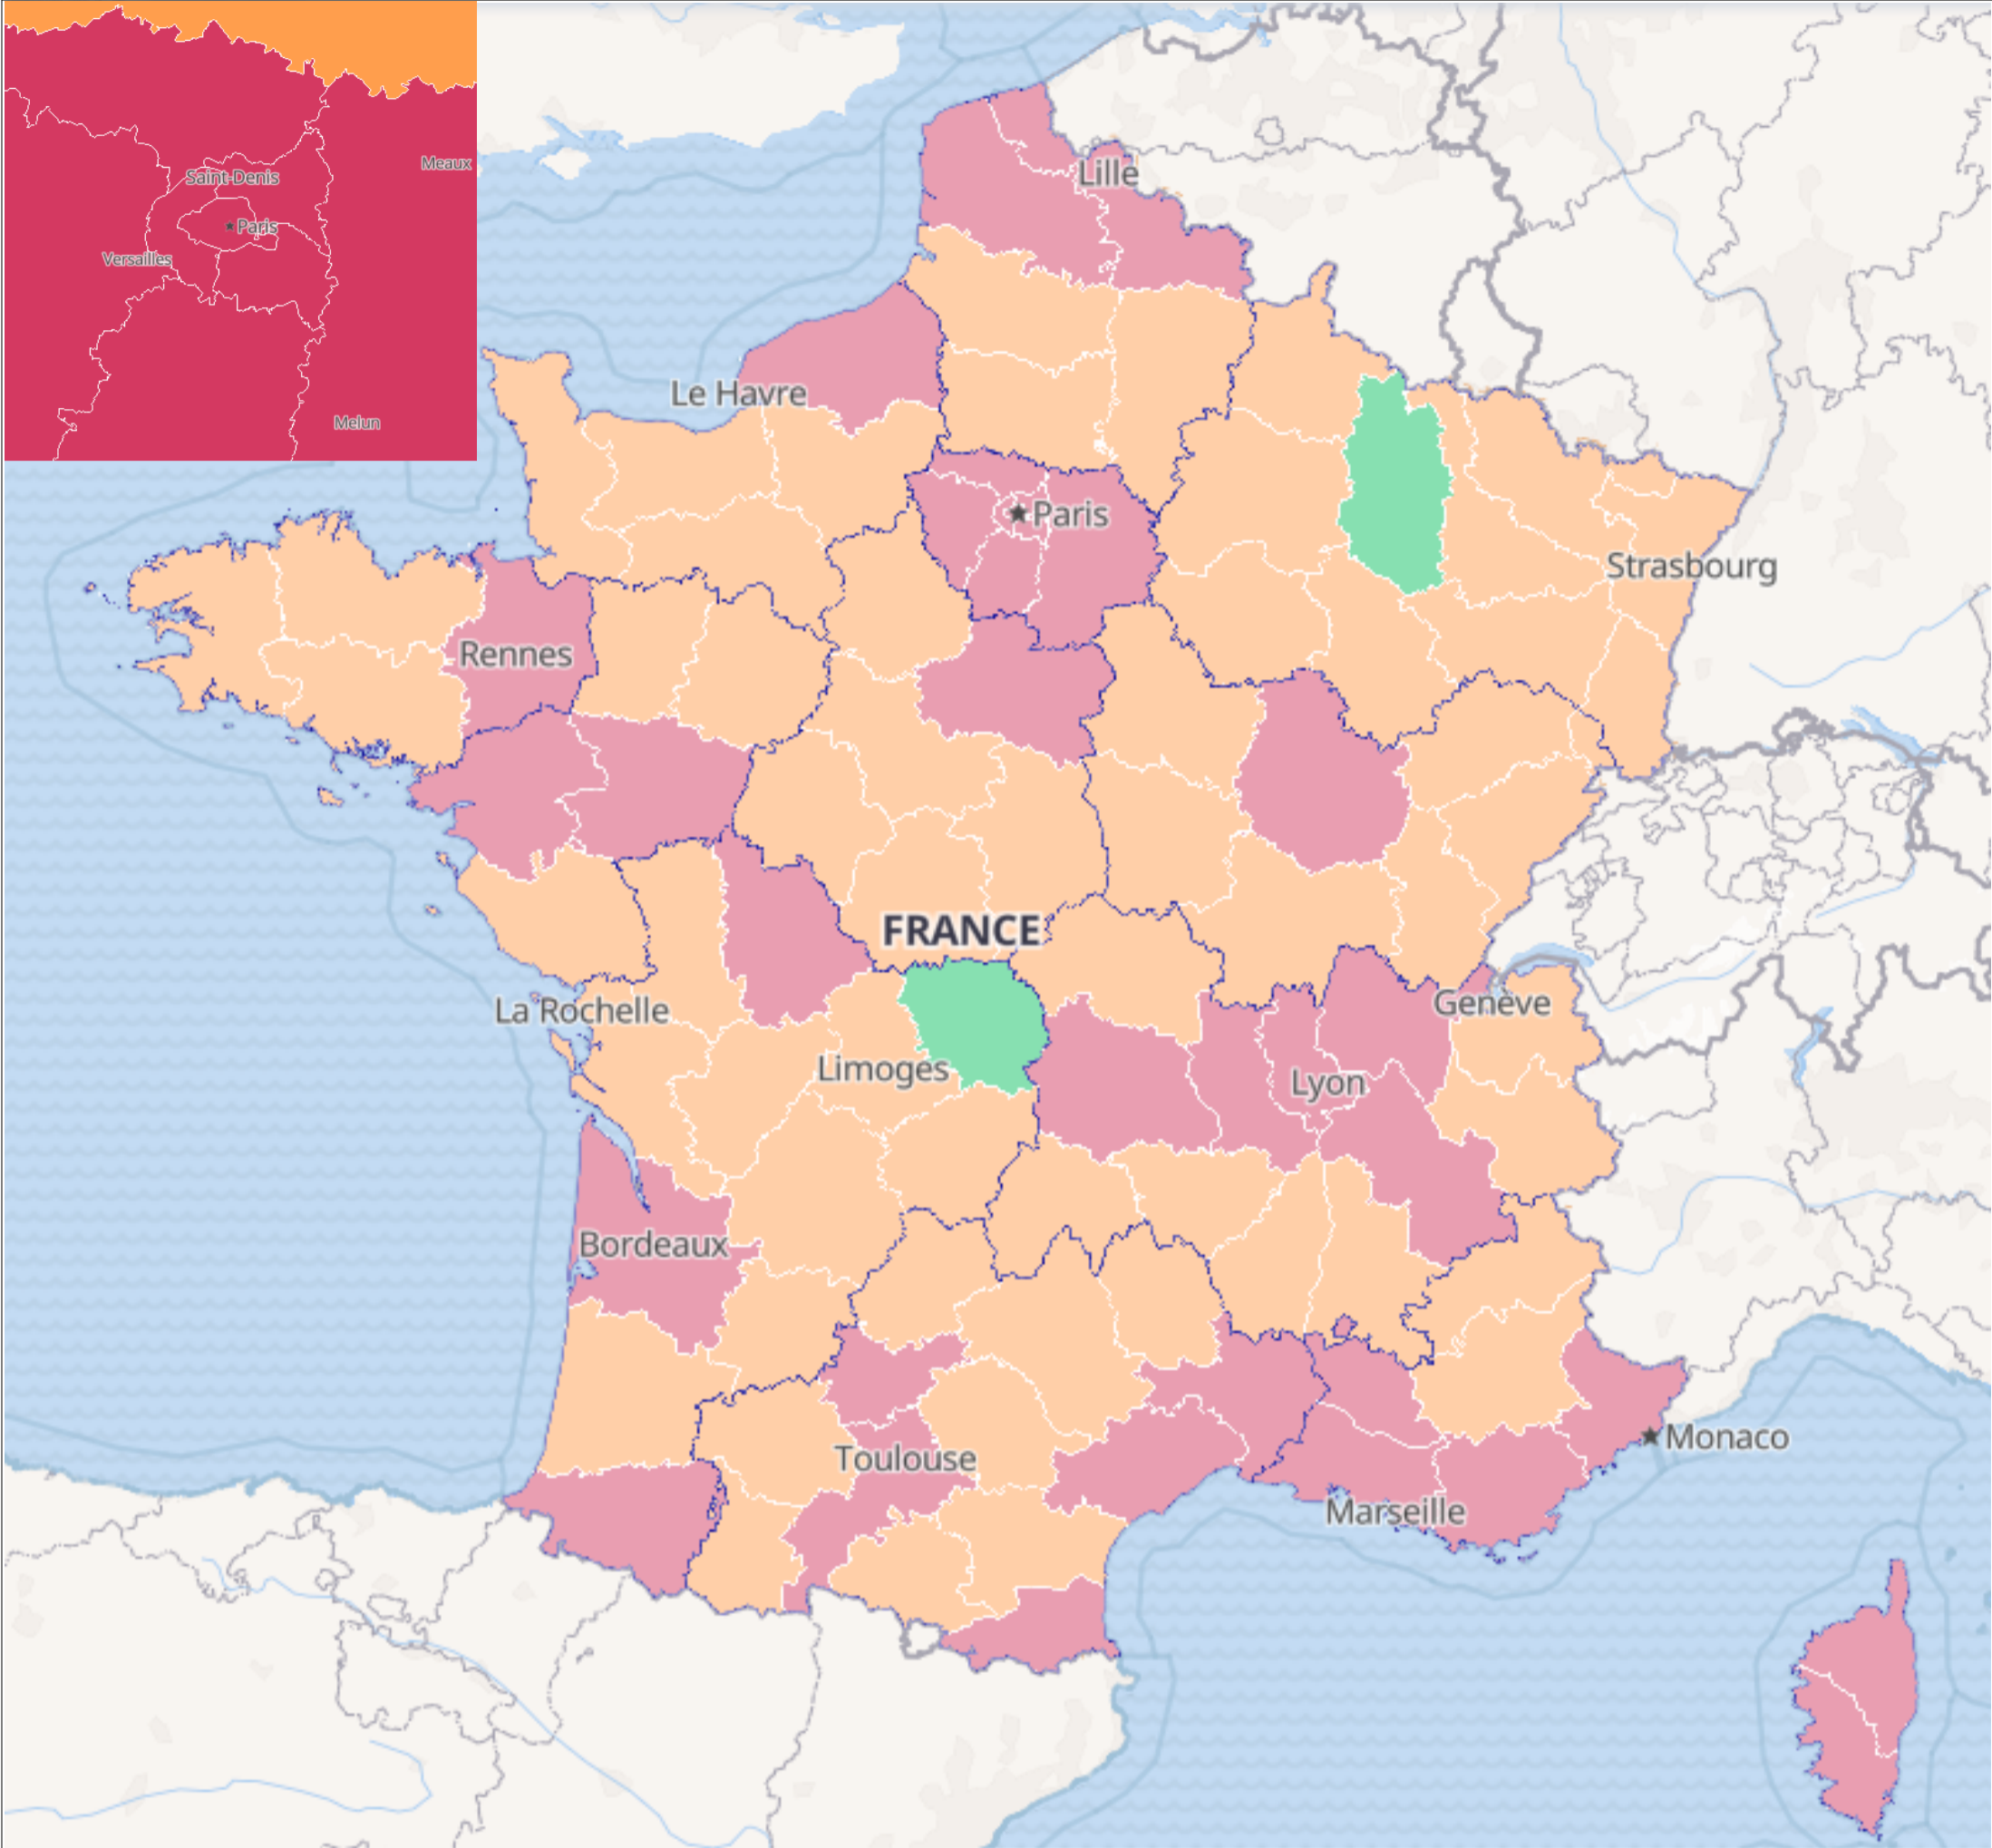 Meaux
Saint-Denis
Paris
Versailles
Melun
Lille
Le Havre
Paris
Strasbourg
Rennes
FRANCE
La Rochelle
Genève
Limoges
Lyon
Bordeaux
Toulouse
Monaco
Marseille